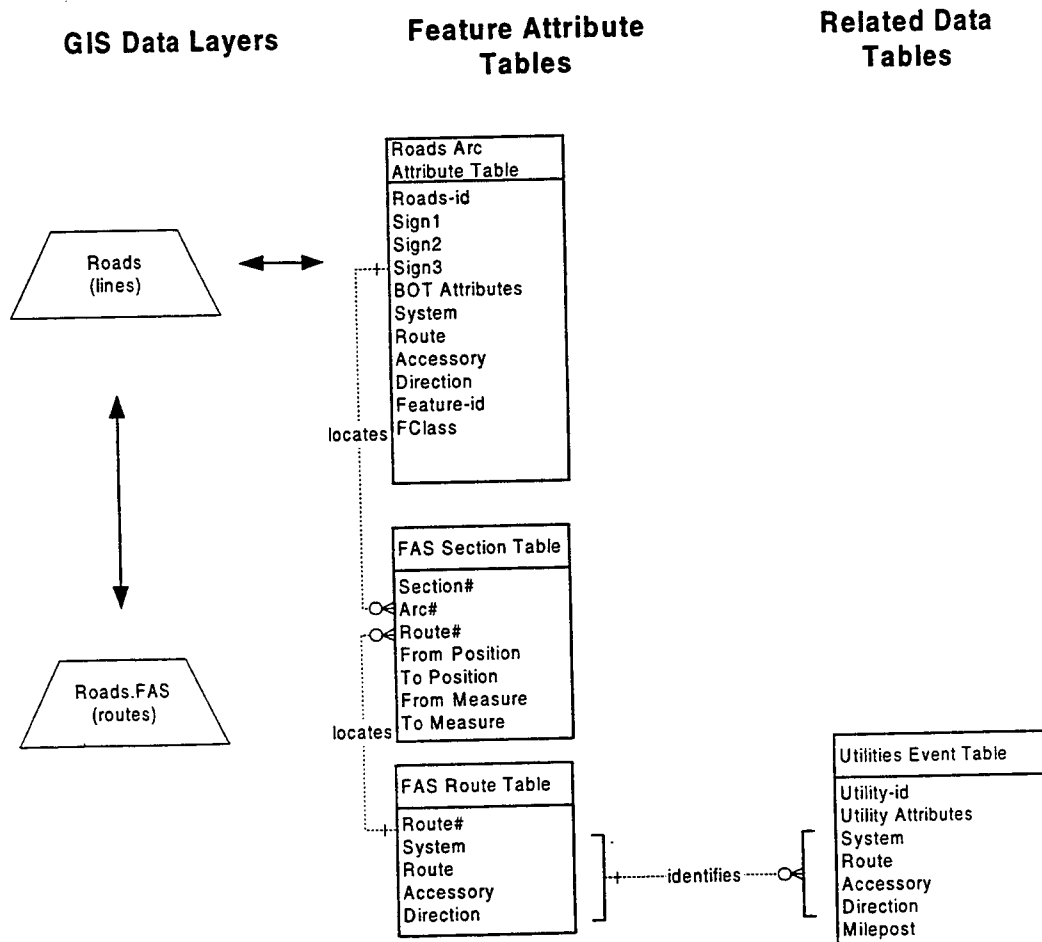 GIS Data Layers
Feature Attribute
Tables
Related Data
Tables
Roads Arc
Attribute Table
Roads-id
Sign1
Sign2
Sign3
BOT Attributes
System
Route
Accessory
Direction
Feature-id
FClass
Roads
(lines)
locates
FAS Section Table
Section#
Arc#
Route#
From Position
To Position
From Measure
To Measure
Roads.FAS
(routes)
locates
FAS Route Table
Route#
System
Route
Accessory
Direction
identifies
Utilities Event Table
Utility-id
Utility Attributes
System
Route
Accessory
Direction
Milepost